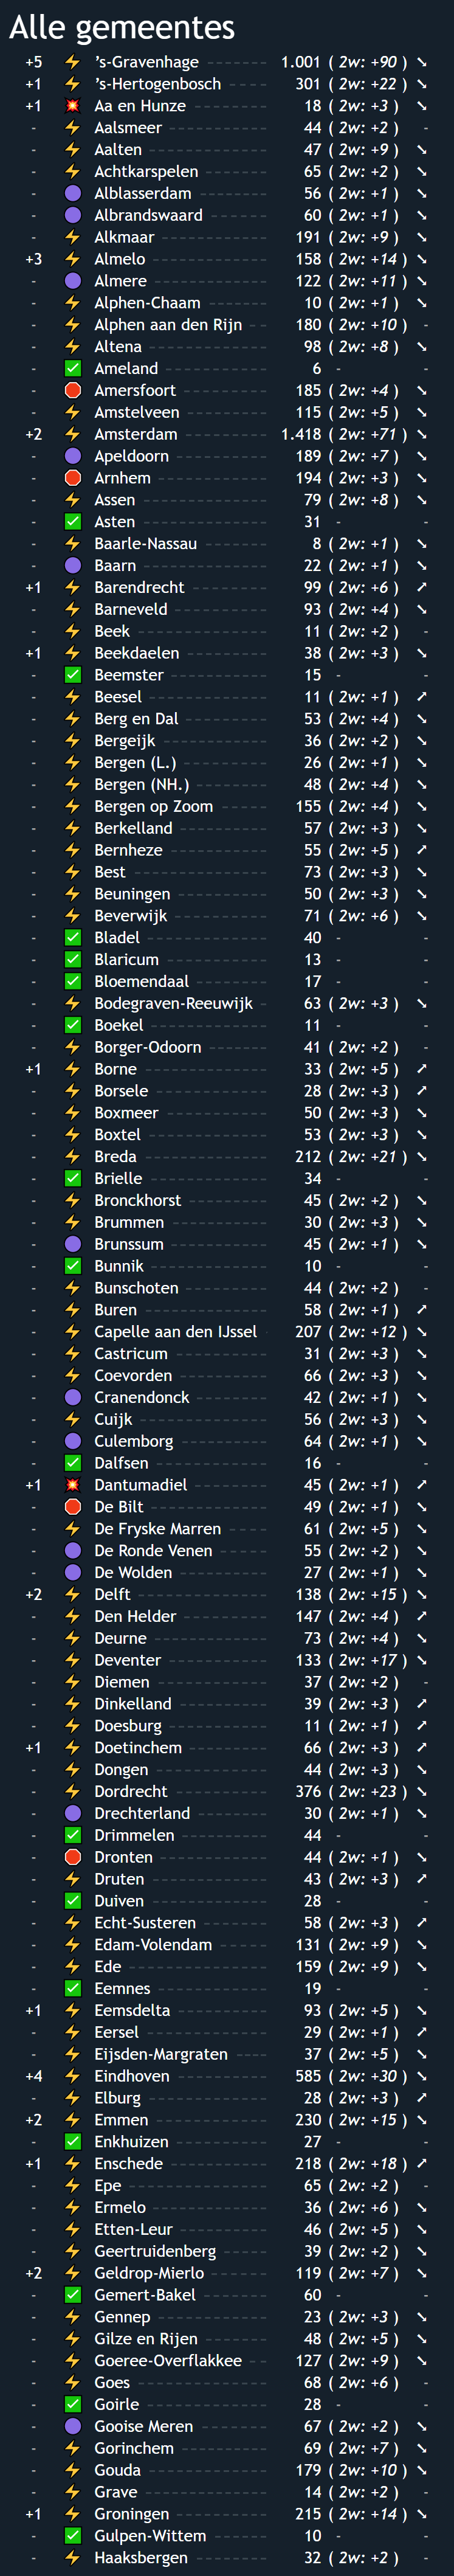 Alle gemeentes
+5 ⚡ ’s-Gravenhage 1.001 ( 2w: +90 ) ➘
+1 ⚡ ’s-Hertogenbosch 301 ( 2w: +22 ) ➘
+1 💥 Aa en Hunze 18 ( 2w: +3 ) ➘
- ⚡ Aalsmeer 44 ( 2w: +2 ) -
- ⚡ Aalten 47 ( 2w: +9 ) ➘
- ⚡ Achtkarspelen 65 ( 2w: +2 ) ➘
- 🟣 Alblasserdam 56 ( 2w: +1 ) ➘
- 🟣 Albrandswaard 60 ( 2w: +1 ) ➘
- ⚡ Alkmaar 191 ( 2w: +9 ) ➘
+3 ⚡ Almelo 158 ( 2w: +14 ) ➘
- 🟣 Almere 122 ( 2w: +11 ) ➘
- ⚡ Alphen-Chaam 10 ( 2w: +1 ) ➘
- ⚡ Alphen aan den Rijn 180 ( 2w: +10 ) -
- ⚡ Altena 98 ( 2w: +8 ) ➘
- ✅ Ameland 6 - -
- 🛑 Amersfoort 185 ( 2w: +4 ) ➘
- ⚡ Amstelveen 115 ( 2w: +5 ) ➘
+2 ⚡ Amsterdam 1.418 ( 2w: +71 ) ➘
- 🟣 Apeldoorn 189 ( 2w: +7 ) ➘
- 🛑 Arnhem 194 ( 2w: +3 ) ➘
- ⚡ Assen 79 ( 2w: +8 ) ➘
- ✅ Asten 31 - -
- ⚡ Baarle-Nassau 8 ( 2w: +1 ) ➘
- 🟣 Baarn 22 ( 2w: +1 ) ➘
+1 ⚡ Barendrecht 99 ( 2w: +6 ) ➚
- ⚡ Barneveld 93 ( 2w: +4 ) ➘
- ⚡ Beek 11 ( 2w: +2 ) -
+1 ⚡ Beekdaelen 38 ( 2w: +3 ) ➘
- ✅ Beemster 15 - -
- ⚡ Beesel 11 ( 2w: +1 ) ➚
- ⚡ Berg en Dal 53 ( 2w: +4 ) ➘
- ⚡ Bergeijk 36 ( 2w: +2 ) ➘
- ⚡ Bergen (L.) 26 ( 2w: +1 ) ➘
- ⚡ Bergen (NH.) 48 ( 2w: +4 ) ➘
- ⚡ Bergen op Zoom 155 ( 2w: +4 ) ➘
- ⚡ Berkelland 57 ( 2w: +3 ) ➘
- ⚡ Bernheze 55 ( 2w: +5 ) ➚
- ⚡ Best 73 ( 2w: +3 ) ➘
- ⚡ Beuningen 50 ( 2w: +3 ) ➘
- ⚡ Beverwijk 71 ( 2w: +6 ) ➘
- ✅ Bladel 40 - -
- ✅ Blaricum 13 - -
- ✅ Bloemendaal 17 - -
- ⚡ Bodegraven-Reeuwijk 63 ( 2w: +3 ) ➘
- ✅ Boekel 11 - -
- ⚡ Borger-Odoorn 41 ( 2w: +2 ) -
+1 ⚡ Borne 33 ( 2w: +5 ) ➚
- ⚡ Borsele 28 ( 2w: +3 ) ➚
- ⚡ Boxmeer 50 ( 2w: +3 ) ➘
- ⚡ Boxtel 53 ( 2w: +3 ) ➘
- ⚡ Breda 212 ( 2w: +21 ) ➘
- ✅ Brielle 34 - -
- ⚡ Bronckhorst 45 ( 2w: +2 ) ➘
- ⚡ Brummen 30 ( 2w: +3 ) ➘
- 🟣 Brunssum 45 ( 2w: +1 ) ➘
- ✅ Bunnik 10 - -
- ⚡ Bunschoten 44 ( 2w: +2 ) -
- ⚡ Buren 58 ( 2w: +1 ) ➚
- ⚡ Capelle aan den IJssel 207 ( 2w: +12 ) ➘
- ⚡ Castricum 31 ( 2w: +3 ) ➘
- ⚡ Coevorden 66 ( 2w: +3 ) ➘
- 🟣 Cranendonck 42 ( 2w: +1 ) ➘
- ⚡ Cuijk 56 ( 2w: +3 ) ➘
- 🟣 Culemborg 64 ( 2w: +1 ) ➘
- ✅ Dalfsen 16 - -
+1 💥 Dantumadiel 45 ( 2w: +1 ) ➚
- 🛑 De Bilt 49 ( 2w: +1 ) ➘
- ⚡ De Fryske Marren 61 ( 2w: +5 ) ➘
- 🟣 De Ronde Venen 55 ( 2w: +2 ) ➘
- 🟣 De Wolden 27 ( 2w: +1 ) ➘
+2 ⚡ Delft 138 ( 2w: +15 ) ➘
- ⚡ Den Helder 147 ( 2w: +4 ) ➚
- ⚡ Deurne 73 ( 2w: +4 ) ➘
- ⚡ Deventer 133 ( 2w: +17 ) ➘
- ⚡ Diemen 37 ( 2w: +2 ) -
- ⚡ Dinkelland 39 ( 2w: +3 ) ➚
- ⚡ Doesburg 11 ( 2w: +1 ) ➚
+1 ⚡ Doetinchem 66 ( 2w: +3 ) ➚
- ⚡ Dongen 44 ( 2w: +3 ) ➘
- ⚡ Dordrecht 376 ( 2w: +23 ) ➘
- 🟣 Drechterland 30 ( 2w: +1 ) ➘
- ✅ Drimmelen 44 - -
- 🛑 Dronten 44 ( 2w: +1 ) ➘
- ⚡ Druten 43 ( 2w: +3 ) ➚
- ✅ Duiven 28 - -
- ⚡ Echt-Susteren 58 ( 2w: +3 ) ➚
- ⚡ Edam-Volendam 131 ( 2w: +9 ) ➘
- ⚡ Ede 159 ( 2w: +9 ) ➘
- ✅ Eemnes 19 - -
+1 ⚡ Eemsdelta 93 ( 2w: +5 ) ➘
- ⚡ Eersel 29 ( 2w: +1 ) ➚
- ⚡ Eijsden-Margraten 37 ( 2w: +5 ) ➘
+4 ⚡ Eindhoven 585 ( 2w: +30 ) ➘
- ⚡ Elburg 28 ( 2w: +3 ) ➚
+2 ⚡ Emmen 230 ( 2w: +15 ) ➘
- ✅ Enkhuizen 27 - -
+1 ⚡ Enschede 218 ( 2w: +18 ) ➚
- ⚡ Epe 65 ( 2w: +2 ) -
- ⚡ Ermelo 36 ( 2w: +6 ) ➘
- ⚡ Etten-Leur 46 ( 2w: +5 ) ➘
- ⚡ Geertruidenberg 39 ( 2w: +2 ) ➘
+2 ⚡ Geldrop-Mierlo 119 ( 2w: +7 ) ➘
- ✅ Gemert-Bakel 60 - -
- ⚡ Gennep 23 ( 2w: +3 ) ➘
- ⚡ Gilze en Rijen 48 ( 2w: +5 ) ➘
- ⚡ Goeree-Overflakkee 127 ( 2w: +9 ) ➘
- ⚡ Goes 68 ( 2w: +6 ) -
- ✅ Goirle 28 - -
- 🟣 Gooise Meren 67 ( 2w: +2 ) ➘
- ⚡ Gorinchem 69 ( 2w: +7 ) ➘
- ⚡ Gouda 179 ( 2w: +10 ) ➘
- ⚡ Grave 14 ( 2w: +2 ) -
+1 ⚡ Groningen 215 ( 2w: +14 ) ➘
- ✅ Gulpen-Wittem 10 - -
- ⚡ Haaksbergen 32 ( 2w: +2 ) -